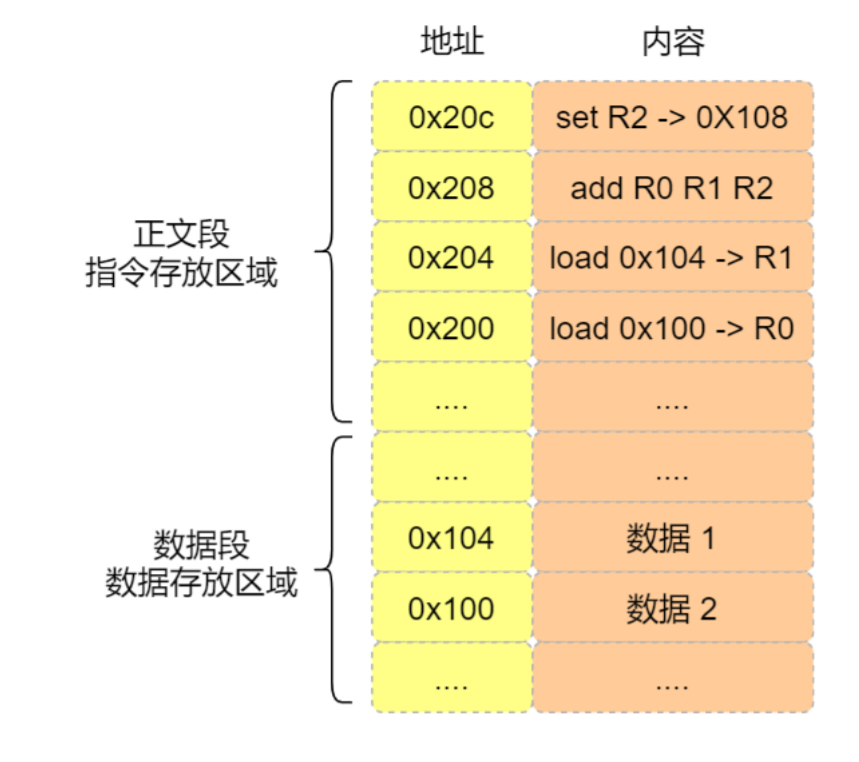 地址 内容
0x20c set R2 -> 0X108
0x208 add R0 R1 R2
正文段
指令存放区域
0x204 load 0x104 -> R1
0x200 load 0x100 -> R0
.... ....
.... ....
数据段
数据存放区域
0x104 数据 1
0x100 数据 2
.... ....